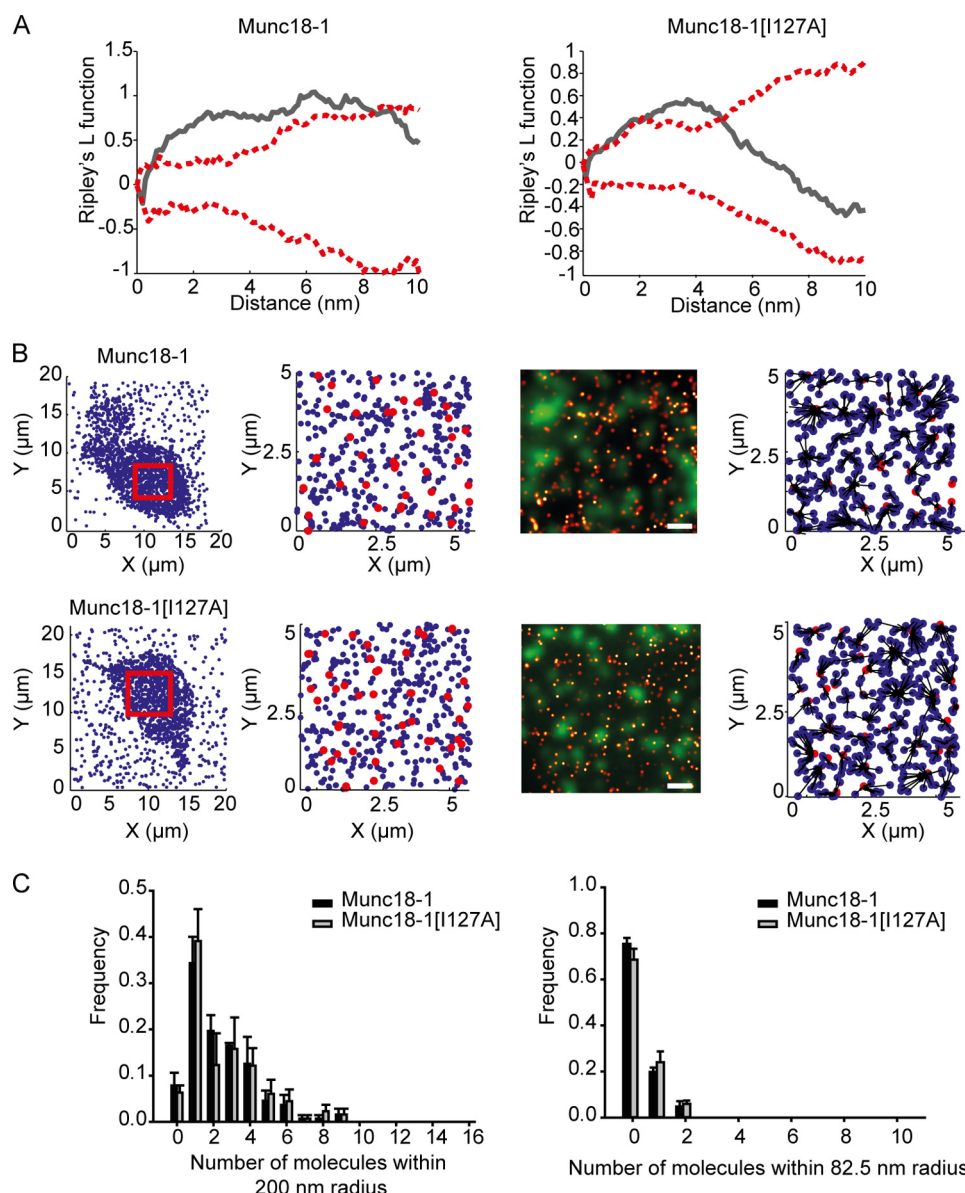 A
Munc18-1
Munc18-1[I127A]
Ripley's L function
1.5
1
0.5
0
-0.5
-1
0 2 4 6 8 10
Distance (nm)
Ripley's L function
1
0.8
0.6
0.4
0.2
0
-0.2
-0.4
-0.6
-0.8
-1
0 2 4 6 8 10
Distance (nm)
B
Munc18-1
Y (µm)
20
15
10
5
0
0 5 10 15 20
X (µm)
Y (µm)
5
2.5
0
0 2.5 5
X (µm)
Y (µm)
5
2.5
0
0 2.5 5
X (µm)
Munc18-1[I127A]
Y (µm)
20
15
10
5
0
0 5 10 15 20
X (µm)
Y (µm)
5
2.5
0
0 2.5 5
X (µm)
Y (µm)
5
2.5
0
0 2.5 5
X (µm)
C
Frequency
0.5
0.4
0.3
0.2
0.1
0.0
Munc18-1
Munc18-1[I127A]
0 2 4 6 8 10 12 14 16
Number of molecules within
200 nm radius
Frequency
1.0
0.8
0.6
0.4
0.2
0.0
Munc18-1
Munc18-1[I127A]
0 2 4 6 8 10
Number of molecules within 82.5 nm radius